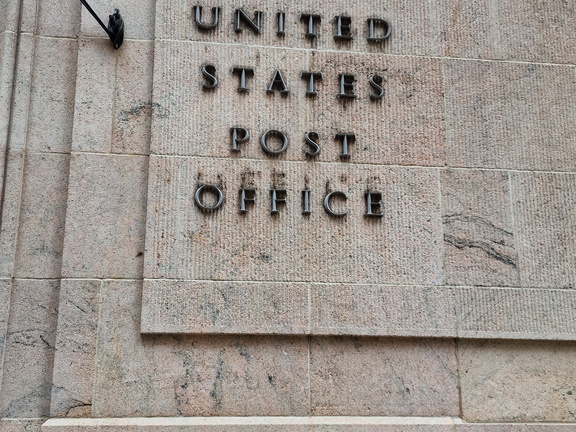 UNITED
STATES
POST
OFFICE